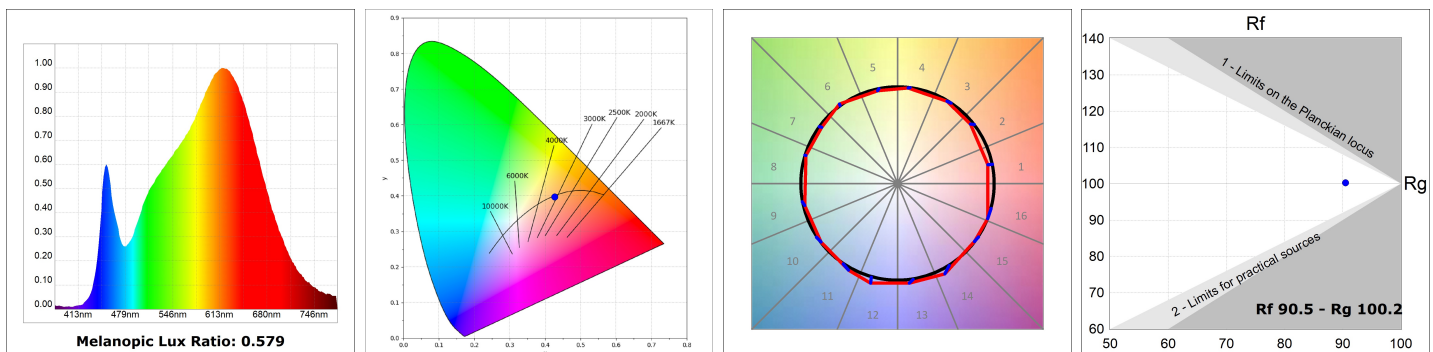 1.00
0.90
0.80
0.70
0.60
0.50
0.40
0.30
0.20
0.10
0.00
413nm 479nm 546nm 613nm 680nm 746nm
Melanopic Lux Ratio: 0.579
0.9
0.8
0.7
0.6
0.5
0.4
0.3
0.2
0.1
0.0
y
10000K
6000K
4000K
3000K
2500K
2000K
1667K
0.0 0.1 0.2 0.3 0.4 0.5 0.6 0.7 0.8
1
2
3
4
5
6
7
8
9
10
11
12
13
14
15
16
Rf
140
130
120
110
100
90
80
70
60
1 - Limits on the Planckian locus
Rg
2 - Limits for practical sources
Rf 90.5 - Rg 100.2
50 60 70 80 90 100